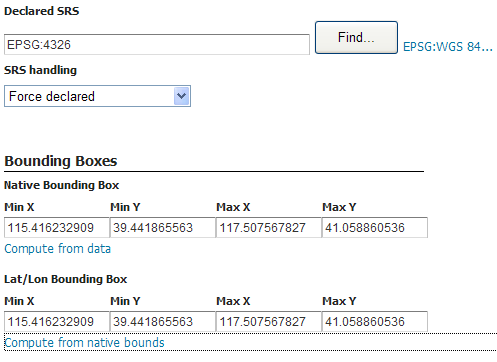 Declared SRS
EPSG:4326 Find... EPSG:WGS 84...
SRS handling
Force declared
Bounding Boxes
Native Bounding Box
Min X Min Y Max X Max Y
115.416232909 39.441865563 117.507567827 41.058860536
Compute from data
Lat/Lon Bounding Box
Min X Min Y Max X Max Y
115.416232909 39.441865563 117.507567827 41.058860536
Compute from native bounds